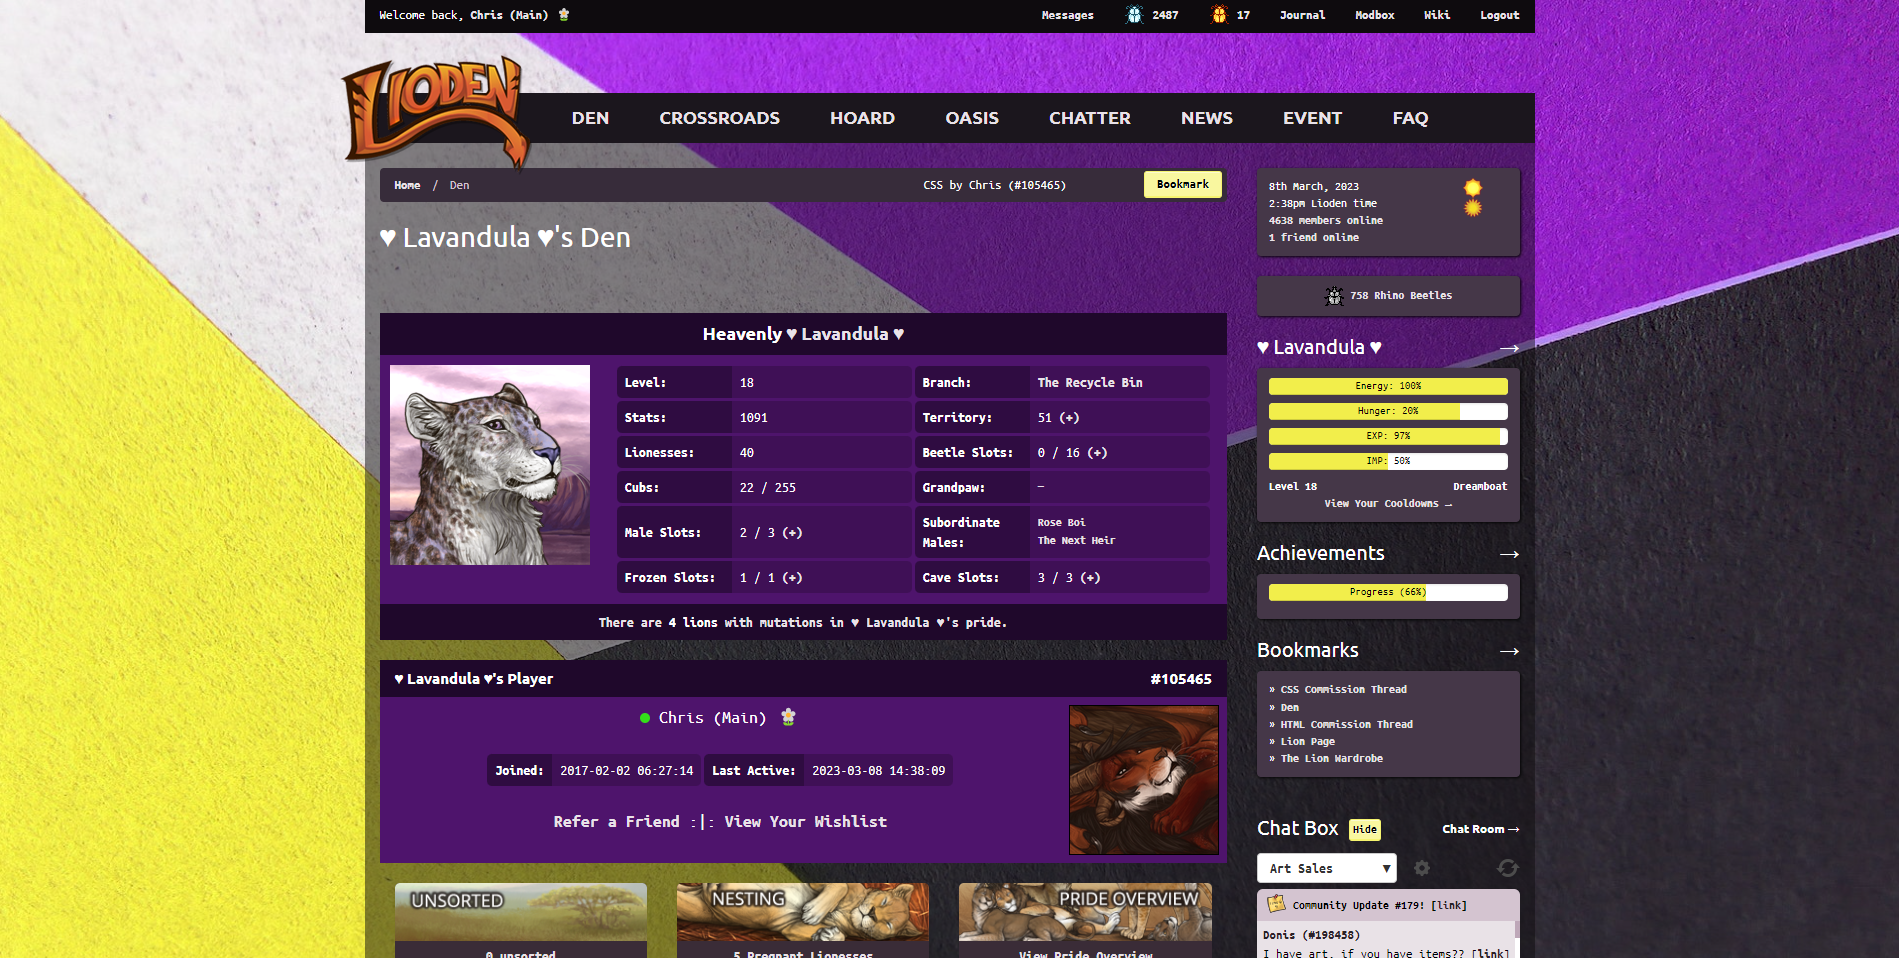 Welcome back, Chris (Main)
Messages 2487 17 Journal Modbox Wiki Logout
LIODEN
DEN CROSSROADS HOARD OASIS CHATTER NEWS EVENT FAQ
Home / Den CSS by Chris (#105465) Bookmark
♥ Lavandula ♥'s Den
Heavenly ♥ Lavandula ♥
Level: 18 Branch: The Recycle Bin
Stats: 1091 Territory: 51 (+)
Lionesses: 40 Beetle Slots: 0 / 16 (+)
Cubs: 22 / 255 Grandpaw: —
Male Slots: 2 / 3 (+) Subordinate Males: Rose Boi
The Next Heir
Frozen Slots: 1 / 1 (+) Cave Slots: 3 / 3 (+)
There are 4 lions with mutations in ♥ Lavandula ♥'s pride.
♥ Lavandula ♥'s Player #105465
Chris (Main)
Joined: 2017-02-02 06:27:14 Last Active: 2023-03-08 14:38:09
Refer a Friend :|: View Your Wishlist
UNSORTED NESTING PRIDE OVERVIEW
0 unsorted 5 Pregnant Lionesses View Pride Overview
8th March, 2023
2:38pm Lioden time
4638 members online
1 friend online
758 Rhino Beetles
♥ Lavandula ♥ →
Energy: 100%
Hunger: 20%
EXP: 97%
IMP: 50%
Level 18 Dreamboat
View Your Cooldowns →
Achievements →
Progress (66%)
Bookmarks →
» CSS Commission Thread
» Den
» HTML Commission Thread
» Lion Page
» The Lion Wardrobe
Chat Box Hide Chat Room →
Art Sales ▼
Community Update #179! [link]
Donis (#198458)
I have art, if you have items?? [link]